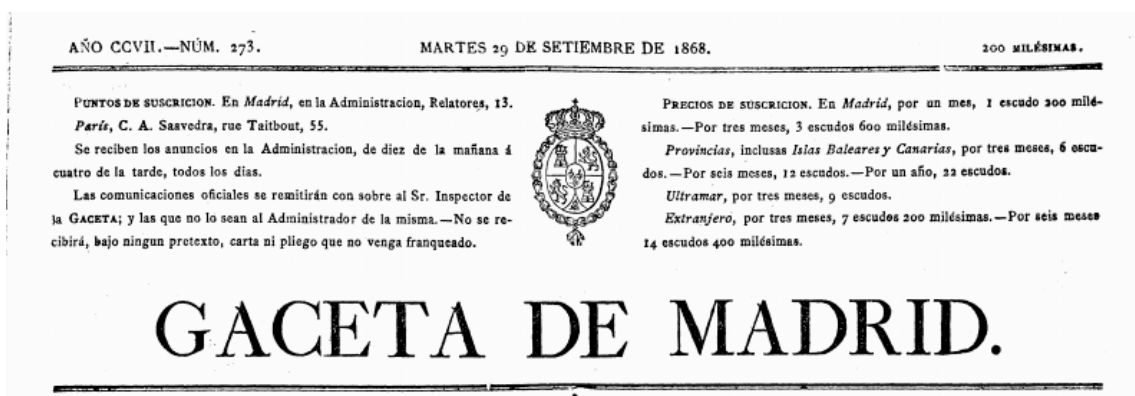 AÑO CCVII.—NÚM. 273.
MARTES 29 DE SETIEMBRE DE 1868.
200 MILÉSIMAS.
PUNTOS DE SUSCRICION. En Madrid, en la Administracion, Relatores, 13.
París, C. A. Saavedra, rue Taitbout, 55.
Se reciben los anuncios en la Administracion, de diez de la mañana á
cuatro de la tarde, todos los dias.
Las comunicaciones oficiales se remitirán con sobre al Sr. Inspector de
la GACETA; y las que no lo sean al Administrador de la misma.—No se re-
cibirá, bajo ningun pretexto, carta ni pliego que no venga franqueado.
PRECIOS DE SUSCRICION. En Madrid, por un mes, 1 escudo 200 milé-
simas.—Por tres meses, 3 escudos 600 milésimas.
Provincias, inclusas Islas Baleares y Canarias, por tres meses, 6 escu-
dos.—Por seis meses, 12 escudos.—Por un año, 22 escudos.
Ultramar, por tres meses, 9 escudos.
Extranjero, por tres meses, 7 escudos 200 milésimas.—Por seis meses
14 escudos 400 milésimas.
GACETA DE MADRID.